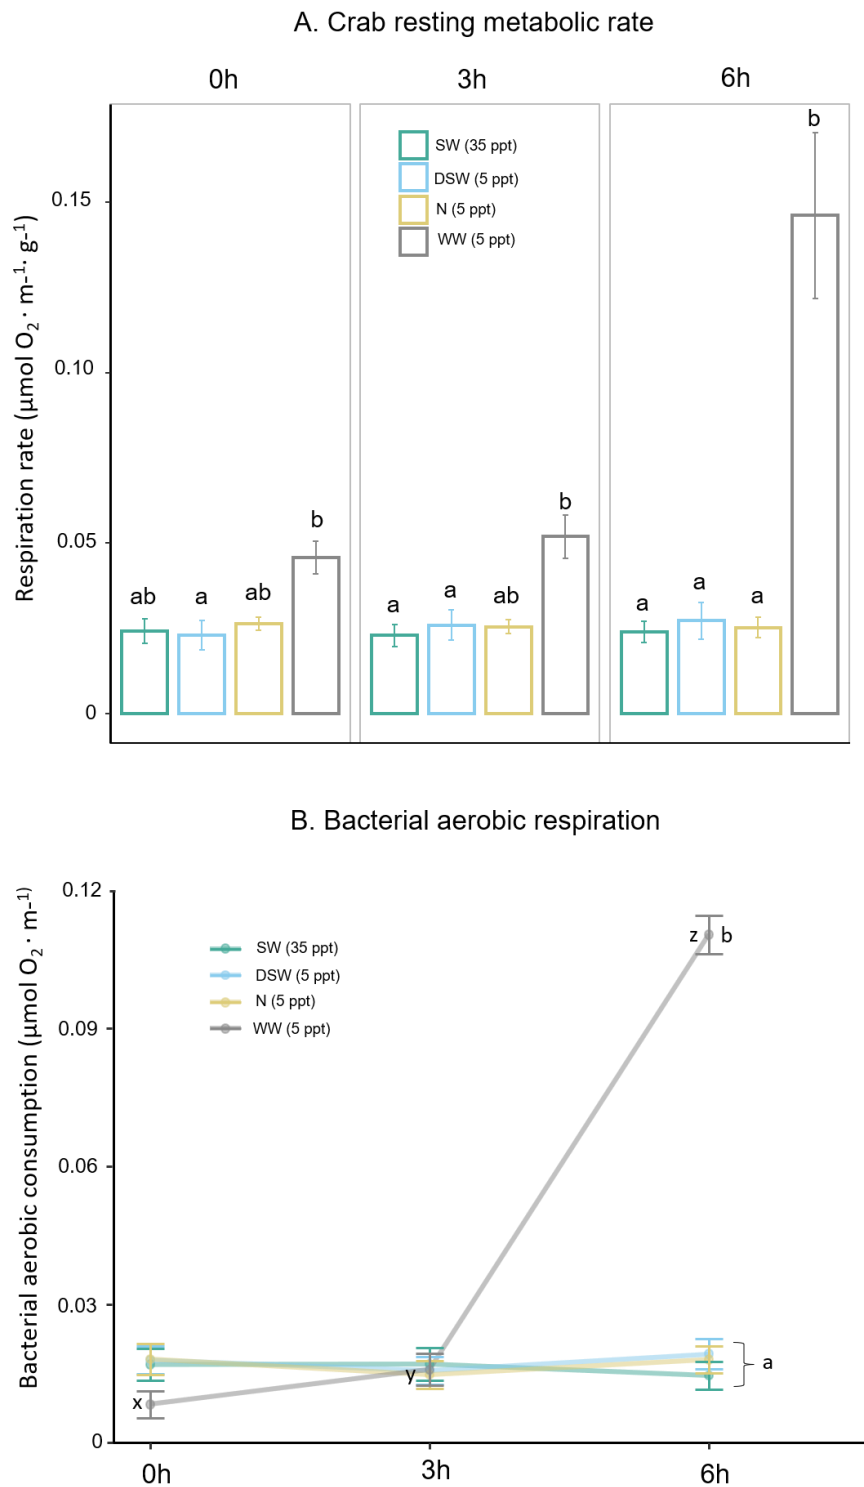 A. Crab resting metabolic rate
0h 3h 6h
Respiration rate (µmol O₂ · m-¹· g-¹)
0.15
0.10
0.05
0
SW (35 ppt)
DSW (5 ppt)
N (5 ppt)
WW (5 ppt)
ab a ab b
a a ab b
a a a b
B. Bacterial aerobic respiration
Bacterial aerobic consumption (µmol O₂ · m-¹)
0.12
0.09
0.06
0.03
0
SW (35 ppt)
DSW (5 ppt)
N (5 ppt)
WW (5 ppt)
z b
x
y
a
0h 3h 6h